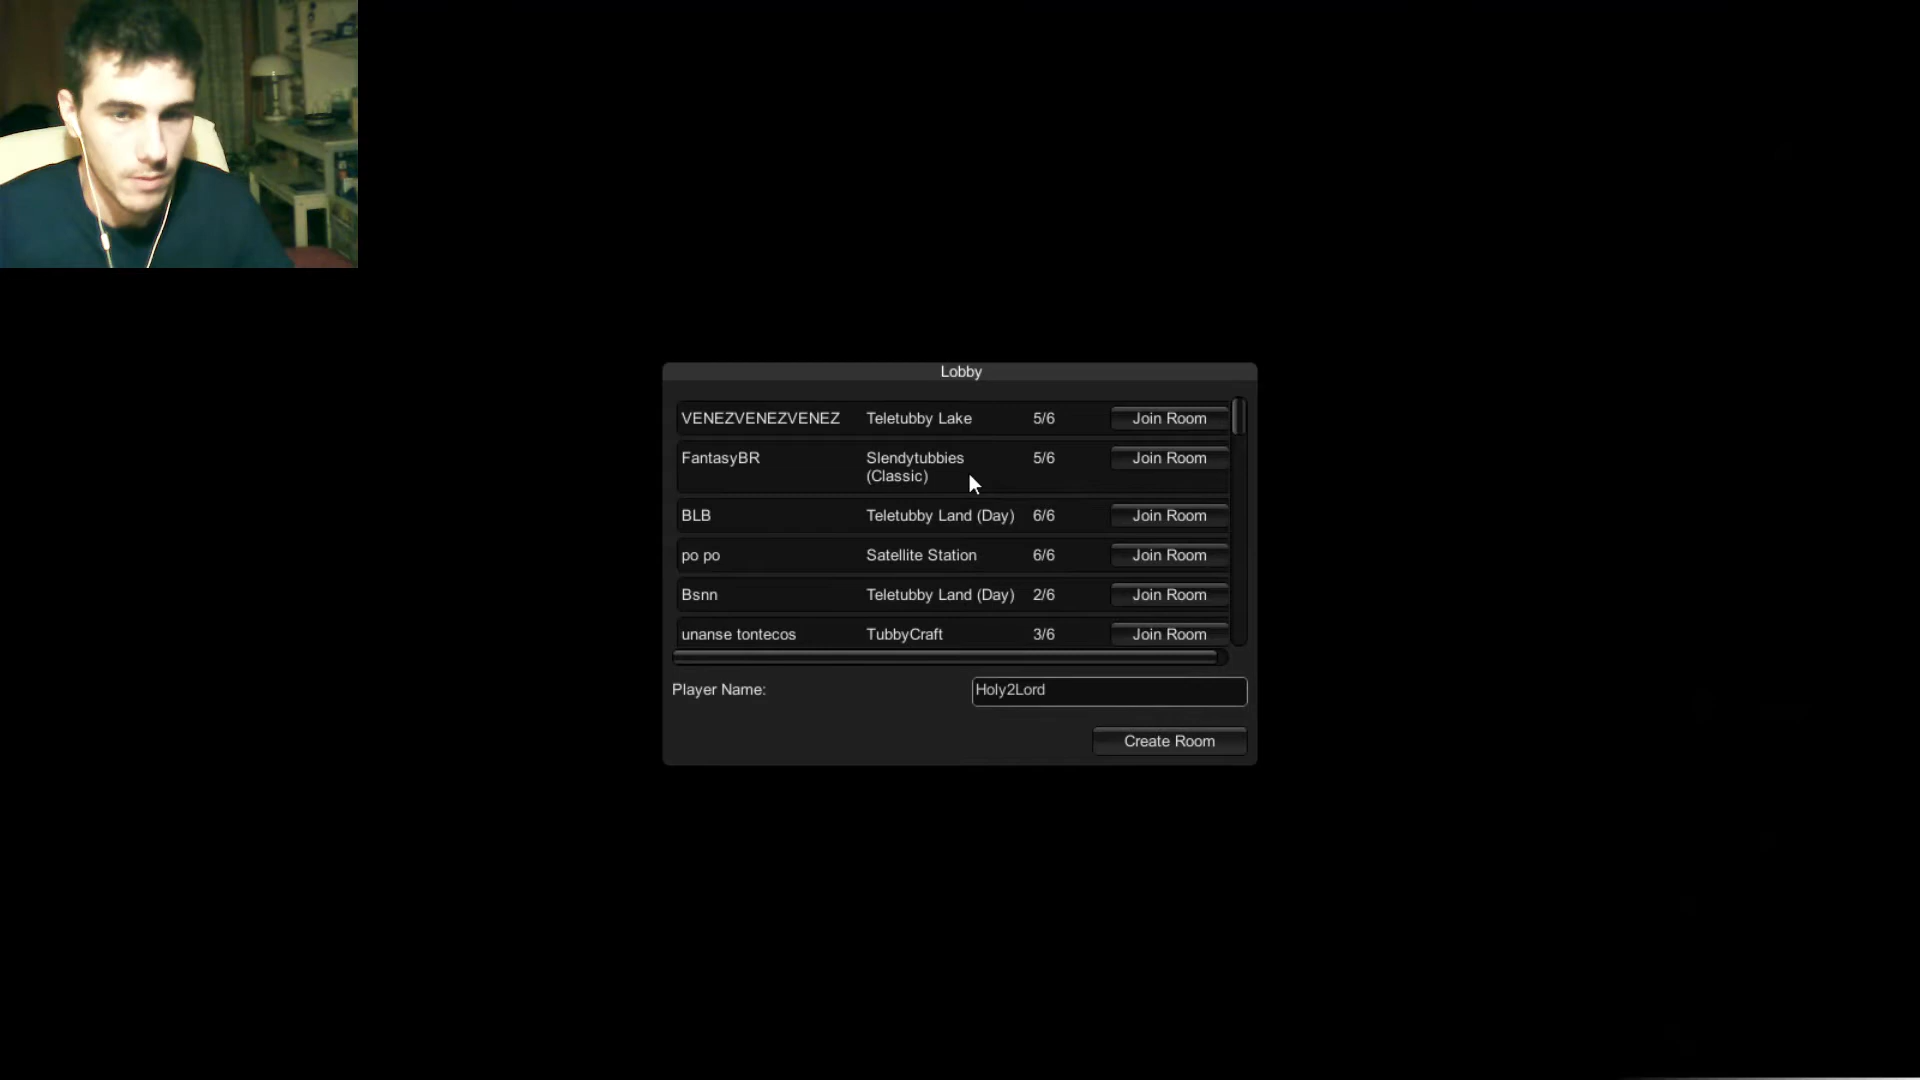 Lobby
VENEZVENEZVENEZ Teletubby Lake 5/6 Join Room
FantasyBR Slendytubbies 5/6 Join Room
(Classic)
BLB Teletubby Land (Day) 6/6 Join Room
po po Satellite Station 6/6 Join Room
Bsnn Teletubby Land (Day) 2/6 Join Room
unanse tontecos TubbyCraft 3/6 Join Room
Player Name: Holy2Lord
Create Room